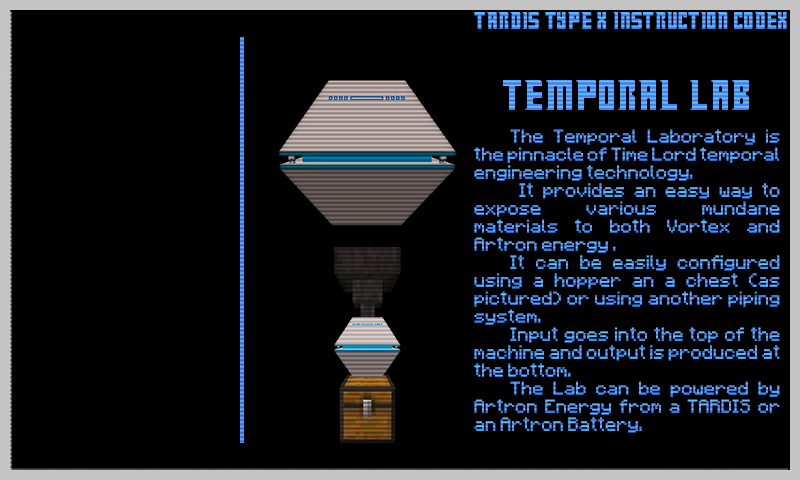 TARDIS TYPE X INSTRUCTION CODEX
TEMPORAL LAB
The Temporal Laboratory is
the pinnacle of Time Lord temporal
engineering technology.
It provides an easy way to
expose various mundane
materials to both Vortex and
Artron energy.
It can be easily configured
using a hopper an a chest (as
pictured) or using another piping
system.
Input goes into the top of the
machine and output is produced at
the bottom.
The Lab can be powered by
Artron Energy from a TARDIS or
an Artron Battery.